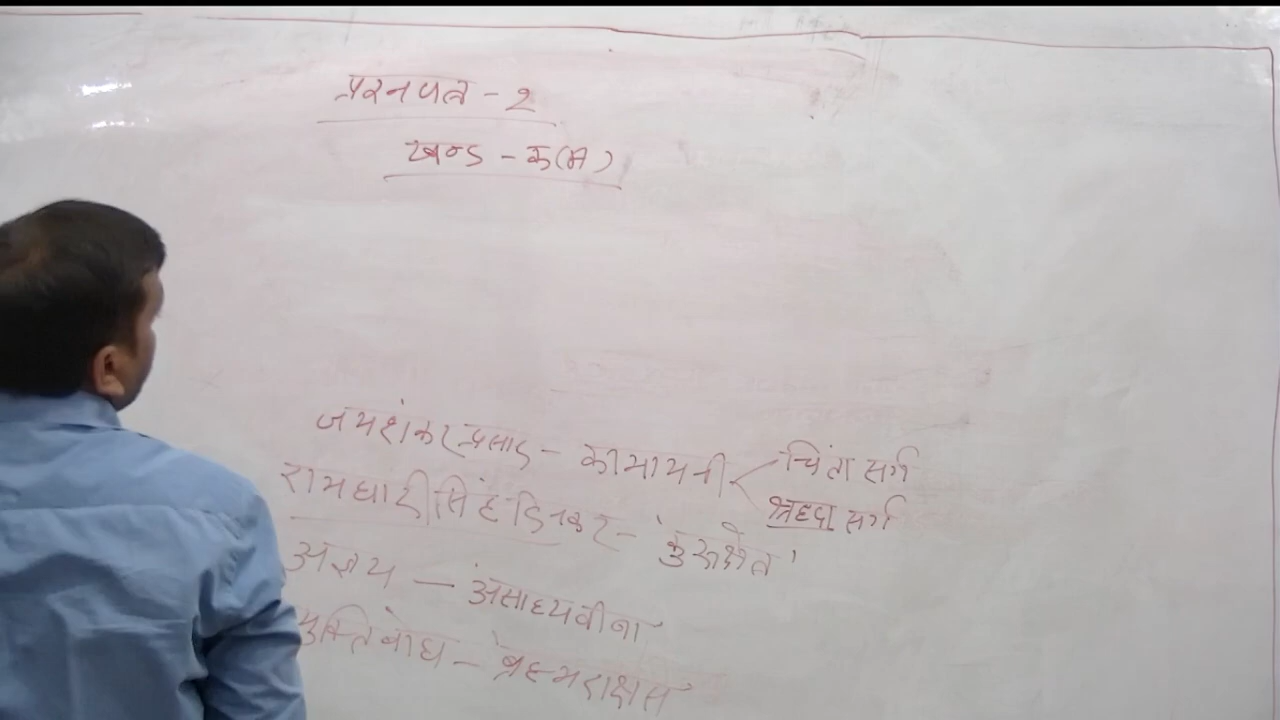 प्रश्नपत्र - 2
खण्ड - क(अ)
जयशंकर प्रसाद - कामायनी < चिंता सर्ग
श्रद्धा सर्ग
रामधारी सिंह दिनकर - 'कुरुक्षेत्र'
अज्ञेय - असाध्यवीणा
मुक्तिबोध - ब्रह्मराक्षस